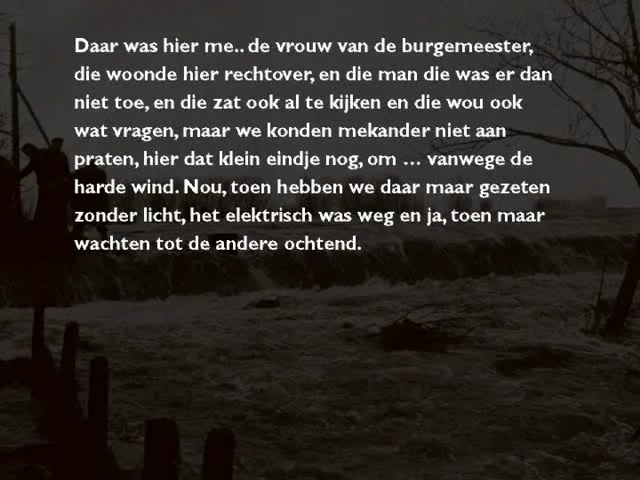 Daar was hier me.. de vrouw van de burgemeester,
die woonde hier rechtover, en die man die was er dan
niet toe, en die zat ook al te kijken en die wou ook
wat vragen, maar we konden mekander niet aan
praten, hier dat klein eindje nog, om ... vanwege de
harde wind. Nou, toen hebben we daar maar gezeten
zonder licht, het elektrisch was weg en ja, toen maar
wachten tot de andere ochtend.